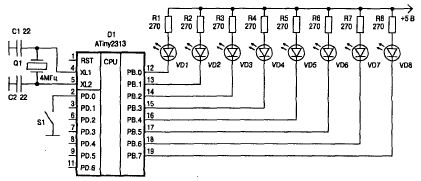 R1 R2 R3 R4 R5 R6 R7 R8
270 270 270 270 270 270 270 270
+5 В
C1 22
D1
ATiny2313
Q1
4МГц
C2 22
S1
1 RST CPU
4 XL1 PB.0 12
5 XL2 PB.1 13
2 PD.0 PB.2 14
3 PD.1 PB.3 15
6 PD.2 PB.4 16
7 PD.3 PB.5 17
8 PD.4 PB.6 18
9 PD.5 PB.7 19
11 PD.6
VD1 VD2 VD3 VD4 VD5 VD6 VD7 VD8